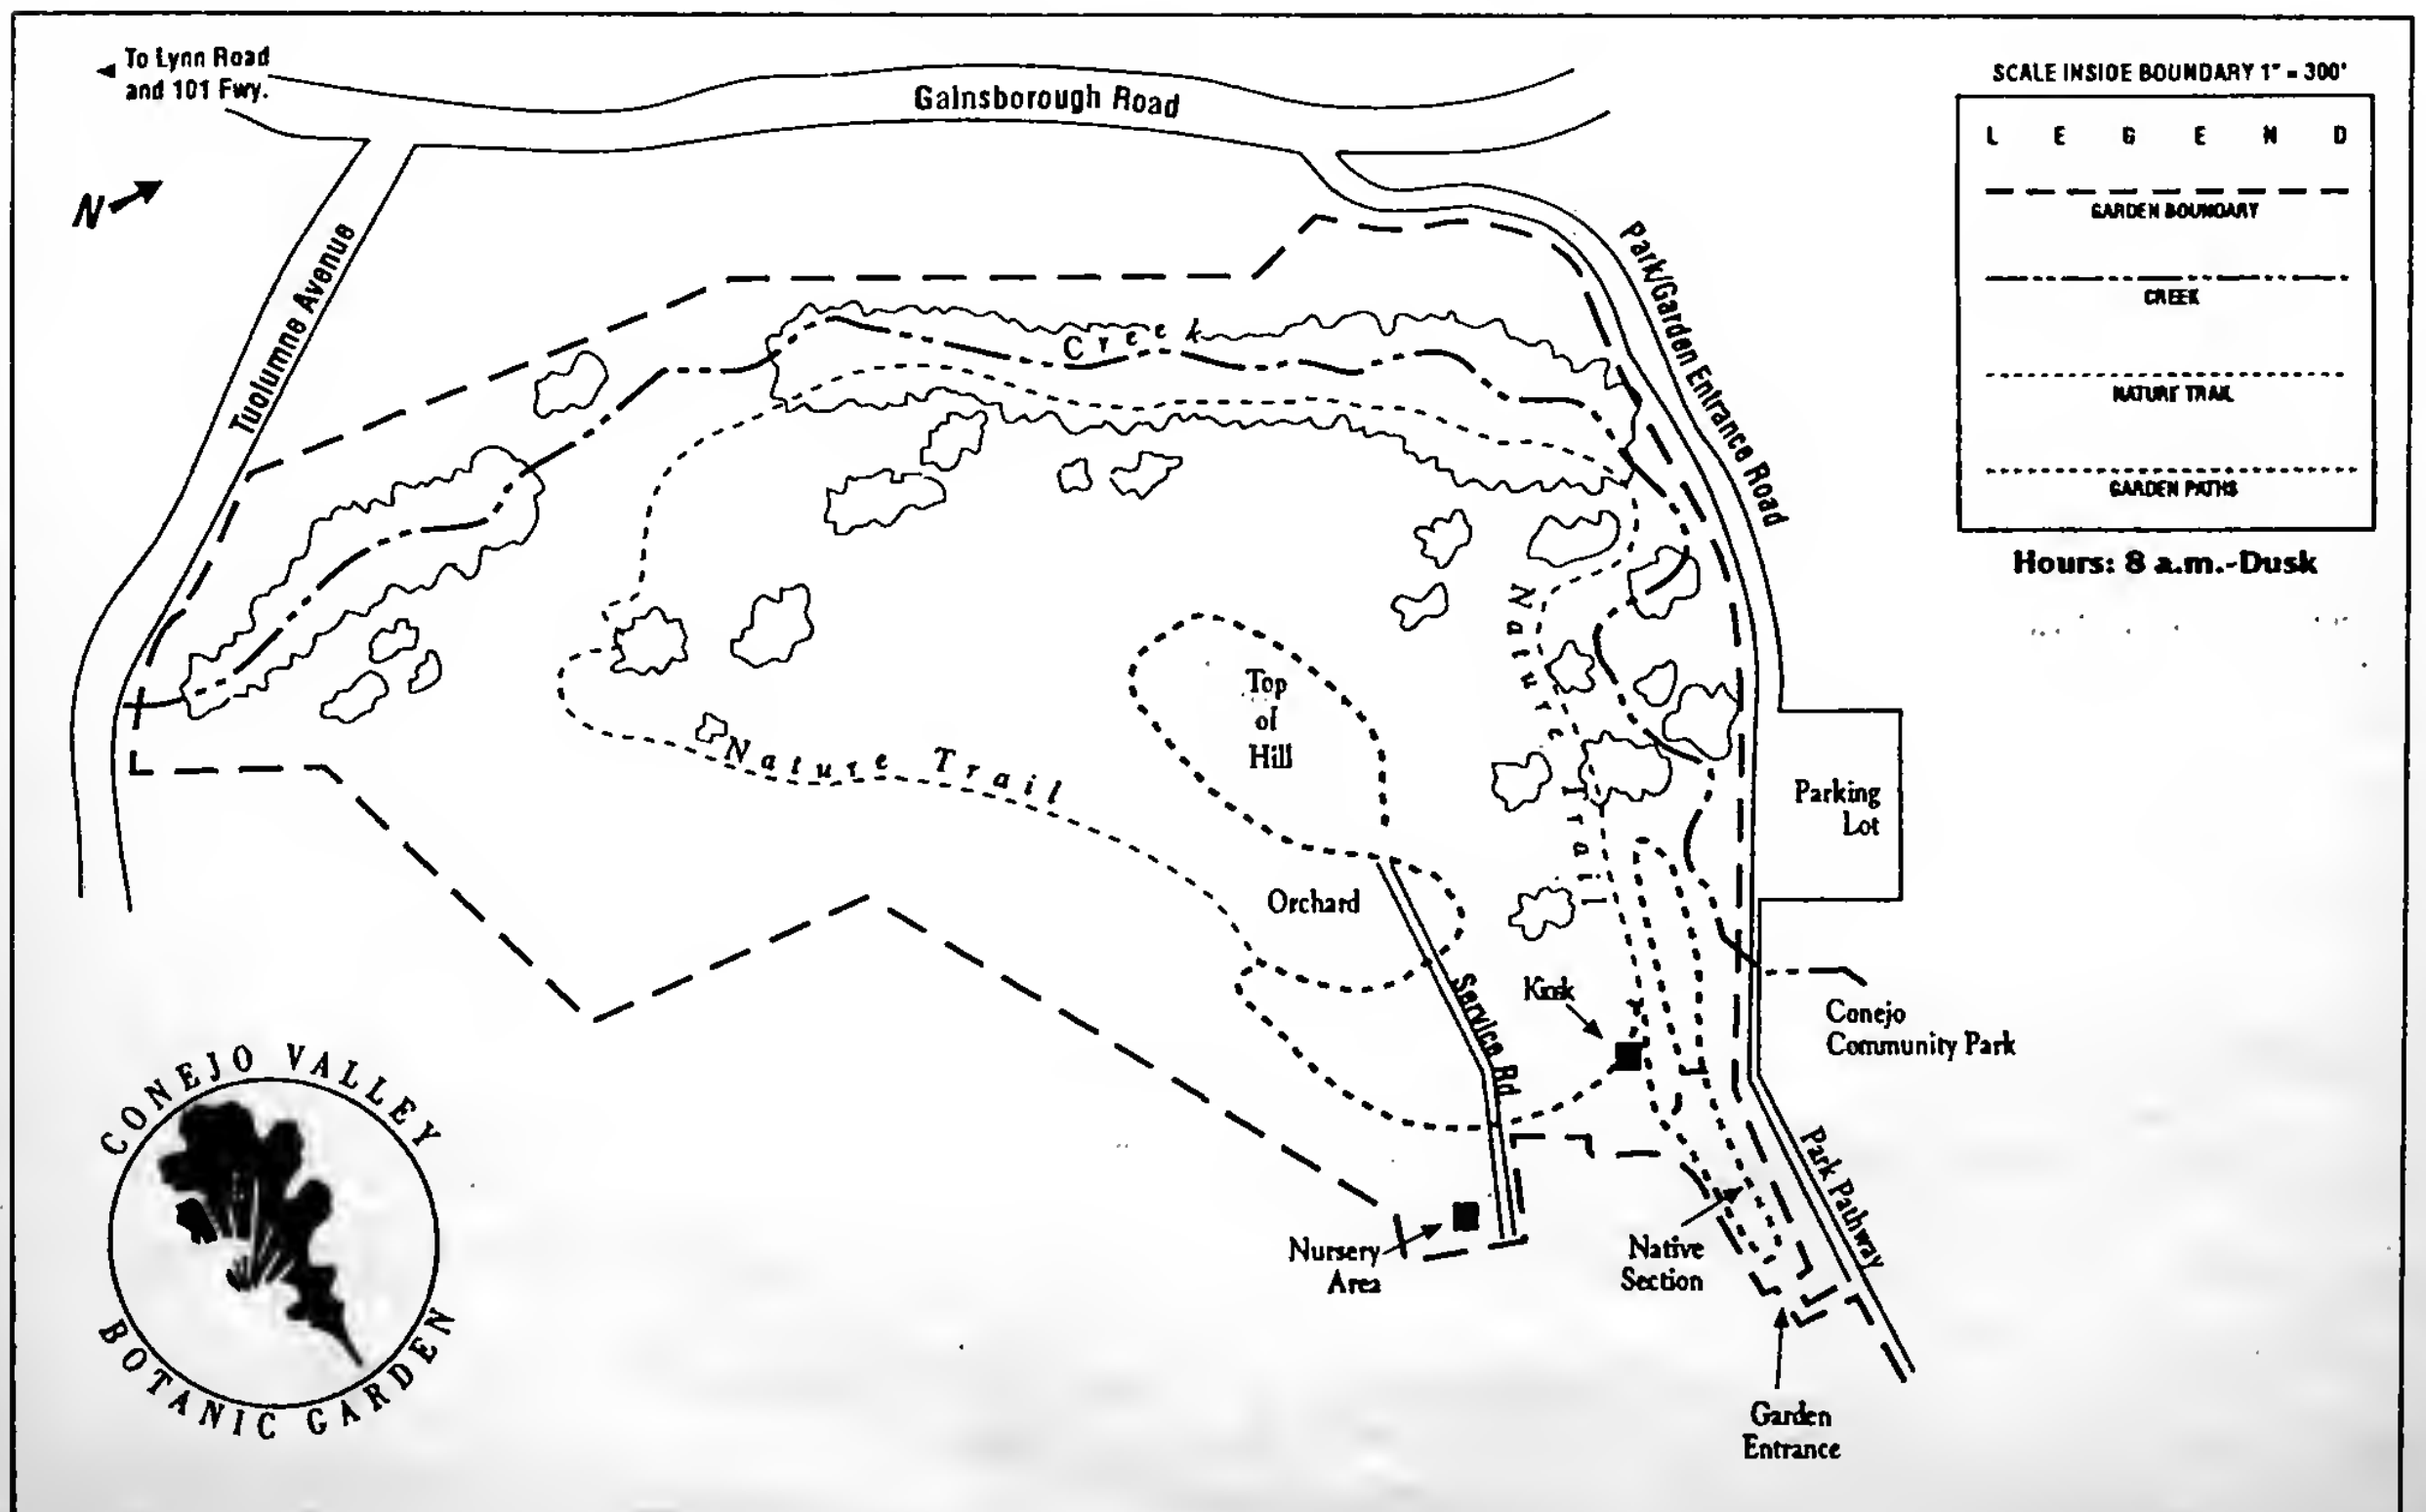 To Lynn Road
and 101 Fwy.
Gainsborough Road
SCALE INSIDE BOUNDARY 1" = 300'
L E G E N D
GARDEN BOUNDARY
CREEK
NATURE TRAIL
GARDEN PATHS
Hours: 8 a.m.-Dusk
N
Tuolumne Avenue
Park/Garden Entrance Road
Creek
Nature Trail
Top
of
Hill
Nature Trail
Parking
Lot
Orchard
Service Rd
Kiosk
Conejo
Community Park
Park Pathway
Nursery
Area
Native
Section
Garden
Entrance
CONEJO VALLEY
BOTANIC GARDEN